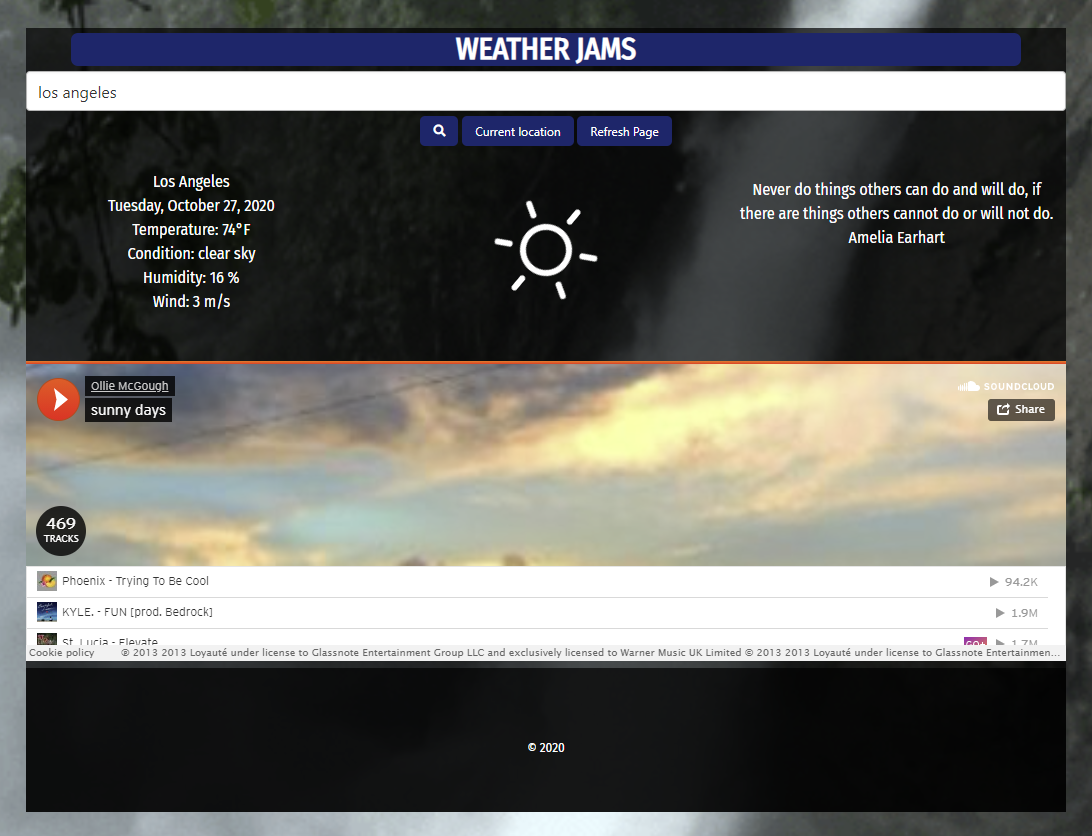 WEATHER JAMS
los angeles
Current location
Refresh Page
Los Angeles
Tuesday, October 27, 2020
Temperature: 74°F
Condition: clear sky
Humidity: 16 %
Wind: 3 m/s
Never do things others can do and will do, if
there are things others cannot do or will not do.
Amelia Earhart
Ollie McGough
sunny days
SOUNDCLOUD
Share
469
TRACKS
Phoenix - Trying To Be Cool 94.2K
KYLE. - FUN [prod. Bedrock] 1.9M
St. Lucia - Elevate GO+ 1.7M
Cookie policy ℗ 2013 2013 Loyauté under license to Glassnote Entertainment Group LLC and exclusively licensed to Warner Music UK Limited © 2013 2013 Loyauté under license to Glassnote Entertainmen...
© 2020